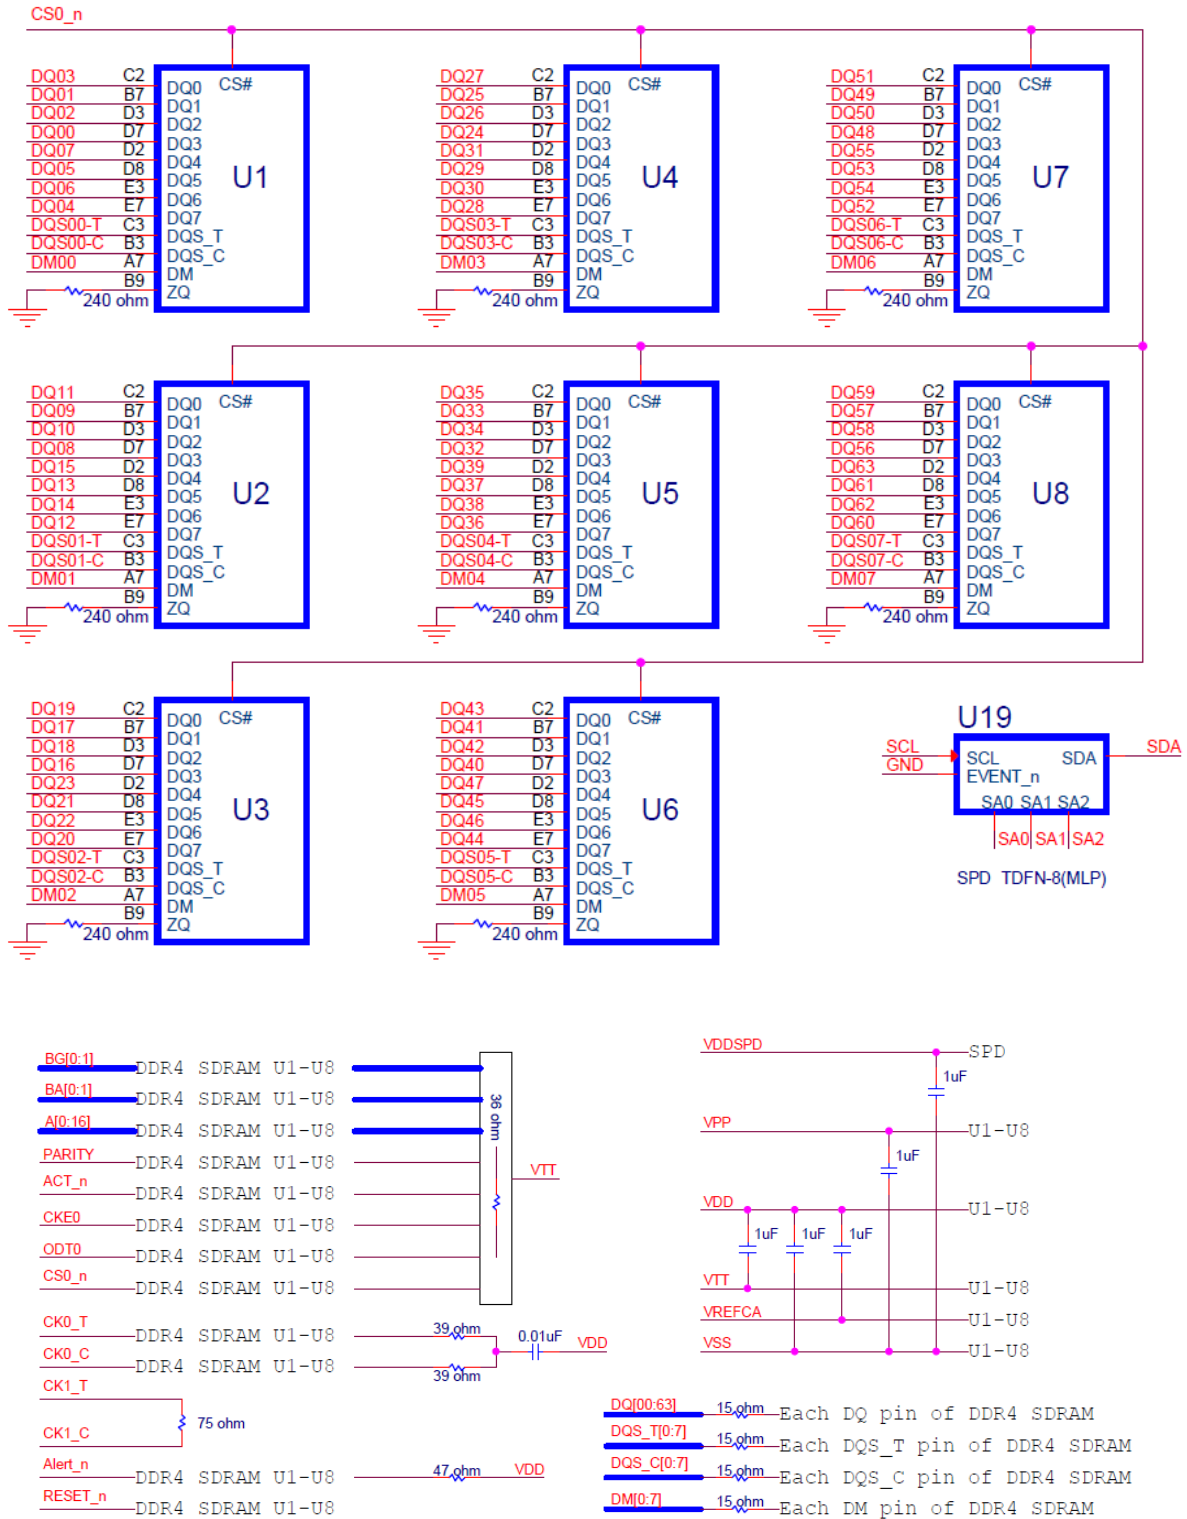 CS0_n
DQ03 C2 DQ0 CS#
DQ01 B7 DQ1
DQ02 D3 DQ2
DQ00 D7 DQ3
DQ07 D2 DQ4
DQ05 D8 DQ5
DQ06 E3 DQ6
DQ04 E7 DQ7
DQS00-T C3 DQS_T
DQS00-C B3 DQS_C
DM00 A7 DM
B9 ZQ
240 ohm
U1
DQ27 C2 DQ0 CS#
DQ25 B7 DQ1
DQ26 D3 DQ2
DQ24 D7 DQ3
DQ31 D2 DQ4
DQ29 D8 DQ5
DQ30 E3 DQ6
DQ28 E7 DQ7
DQS03-T C3 DQS_T
DQS03-C B3 DQS_C
DM03 A7 DM
B9 ZQ
240 ohm
U4
DQ51 C2 DQ0 CS#
DQ49 B7 DQ1
DQ50 D3 DQ2
DQ48 D7 DQ3
DQ55 D2 DQ4
DQ53 D8 DQ5
DQ54 E3 DQ6
DQ52 E7 DQ7
DQS06-T C3 DQS_T
DQS06-C B3 DQS_C
DM06 A7 DM
B9 ZQ
240 ohm
U7
DQ11 C2 DQ0 CS#
DQ09 B7 DQ1
DQ10 D3 DQ2
DQ08 D7 DQ3
DQ15 D2 DQ4
DQ13 D8 DQ5
DQ14 E3 DQ6
DQ12 E7 DQ7
DQS01-T C3 DQS_T
DQS01-C B3 DQS_C
DM01 A7 DM
B9 ZQ
240 ohm
U2
DQ35 C2 DQ0 CS#
DQ33 B7 DQ1
DQ34 D3 DQ2
DQ32 D7 DQ3
DQ39 D2 DQ4
DQ37 D8 DQ5
DQ38 E3 DQ6
DQ36 E7 DQ7
DQS04-T C3 DQS_T
DQS04-C B3 DQS_C
DM04 A7 DM
B9 ZQ
240 ohm
U5
DQ59 C2 DQ0 CS#
DQ57 B7 DQ1
DQ58 D3 DQ2
DQ56 D7 DQ3
DQ63 D2 DQ4
DQ61 D8 DQ5
DQ62 E3 DQ6
DQ60 E7 DQ7
DQS07-T C3 DQS_T
DQS07-C B3 DQS_C
DM07 A7 DM
B9 ZQ
240 ohm
U8
DQ19 C2 DQ0 CS#
DQ17 B7 DQ1
DQ18 D3 DQ2
DQ16 D7 DQ3
DQ23 D2 DQ4
DQ21 D8 DQ5
DQ22 E3 DQ6
DQ20 E7 DQ7
DQS02-T C3 DQS_T
DQS02-C B3 DQS_C
DM02 A7 DM
B9 ZQ
240 ohm
U3
DQ43 C2 DQ0 CS#
DQ41 B7 DQ1
DQ42 D3 DQ2
DQ40 D7 DQ3
DQ47 D2 DQ4
DQ45 D8 DQ5
DQ46 E3 DQ6
DQ44 E7 DQ7
DQS05-T C3 DQS_T
DQS05-C B3 DQS_C
DM05 A7 DM
B9 ZQ
240 ohm
U6
U19
SCL SCL SDA SDA
GND EVENT_n
SA0 SA1 SA2
SA0 SA1 SA2
SPD TDFN-8(MLP)
BG[0:1] DDR4 SDRAM U1-U8
BA[0:1] DDR4 SDRAM U1-U8
A[0:16] DDR4 SDRAM U1-U8
PARITY DDR4 SDRAM U1-U8
ACT_n DDR4 SDRAM U1-U8
CKE0 DDR4 SDRAM U1-U8
ODT0 DDR4 SDRAM U1-U8
CS0_n DDR4 SDRAM U1-U8
36 ohm
VTT
CK0_T DDR4 SDRAM U1-U8 39 ohm
0.01uF VDD
CK0_C DDR4 SDRAM U1-U8 39 ohm
CK1_T
75 ohm
CK1_C
Alert_n DDR4 SDRAM U1-U8 47 ohm VDD
RESET_n DDR4 SDRAM U1-U8
VDDSPD SPD
1uF
VPP U1-U8
1uF
VDD U1-U8
1uF 1uF 1uF
VTT U1-U8
VREFCA U1-U8
VSS U1-U8
DQ[00:63] 15 ohm Each DQ pin of DDR4 SDRAM
DQS_T[0:7] 15 ohm Each DQS_T pin of DDR4 SDRAM
DQS_C[0:7] 15 ohm Each DQS_C pin of DDR4 SDRAM
DM[0:7] 15 ohm Each DM pin of DDR4 SDRAM